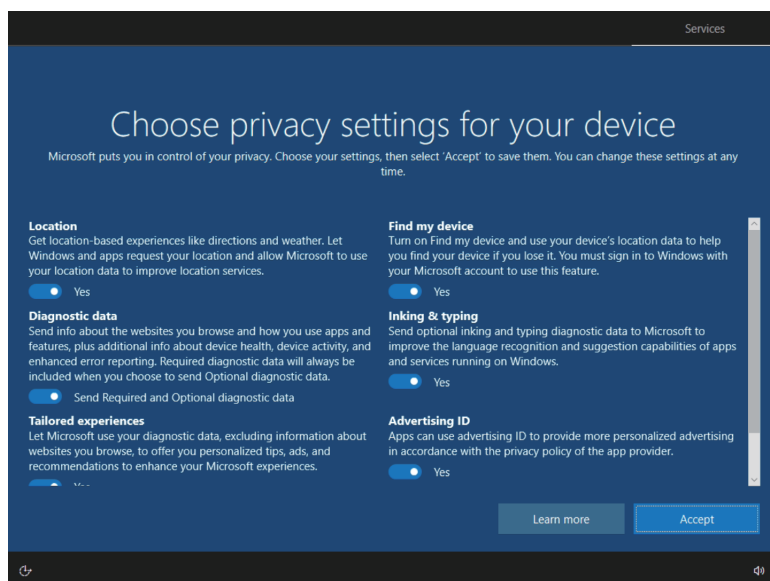 Services
Choose privacy settings for your device
Microsoft puts you in control of your privacy. Choose your settings, then select 'Accept' to save them. You can change these settings at any
time.
Location
Get location-based experiences like directions and weather. Let
Windows and apps request your location and allow Microsoft to use
your location data to improve location services.
Yes
Diagnostic data
Send info about the websites you browse and how you use apps and
features, plus additional info about device health, device activity, and
enhanced error reporting. Required diagnostic data will always be
included when you choose to send Optional diagnostic data.
Send Required and Optional diagnostic data
Tailored experiences
Let Microsoft use your diagnostic data, excluding information about
websites you browse, to offer you personalized tips, ads, and
recommendations to enhance your Microsoft experiences.
Yes
Find my device
Turn on Find my device and use your device's location data to help
you find your device if you lose it. You must sign in to Windows with
your Microsoft account to use this feature.
Yes
Inking & typing
Send optional inking and typing diagnostic data to Microsoft to
improve the language recognition and suggestion capabilities of apps
and services running on Windows.
Yes
Advertising ID
Apps can use advertising ID to provide more personalized advertising
in accordance with the privacy policy of the app provider.
Yes
Learn more
Accept